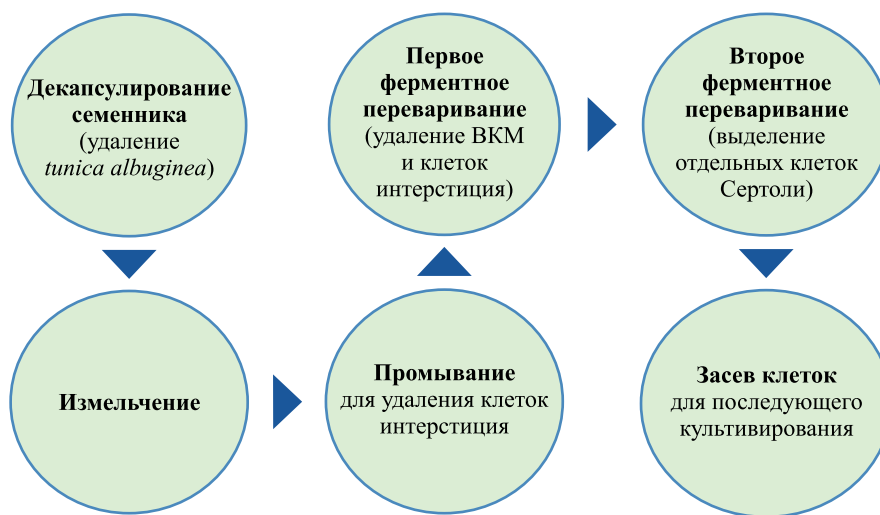 Декапсулирование
семенника
(удаление
tunica albuginea)
Измельчение
Промывание
для удаления клеток
интерстиция
Первое
ферментное
переваривание
(удаление ВКМ
и клеток
интерстиция)
Второе
ферментное
переваривание
(выделение
отдельных клеток
Сертоли)
Засев клеток
для последующего
культивирования